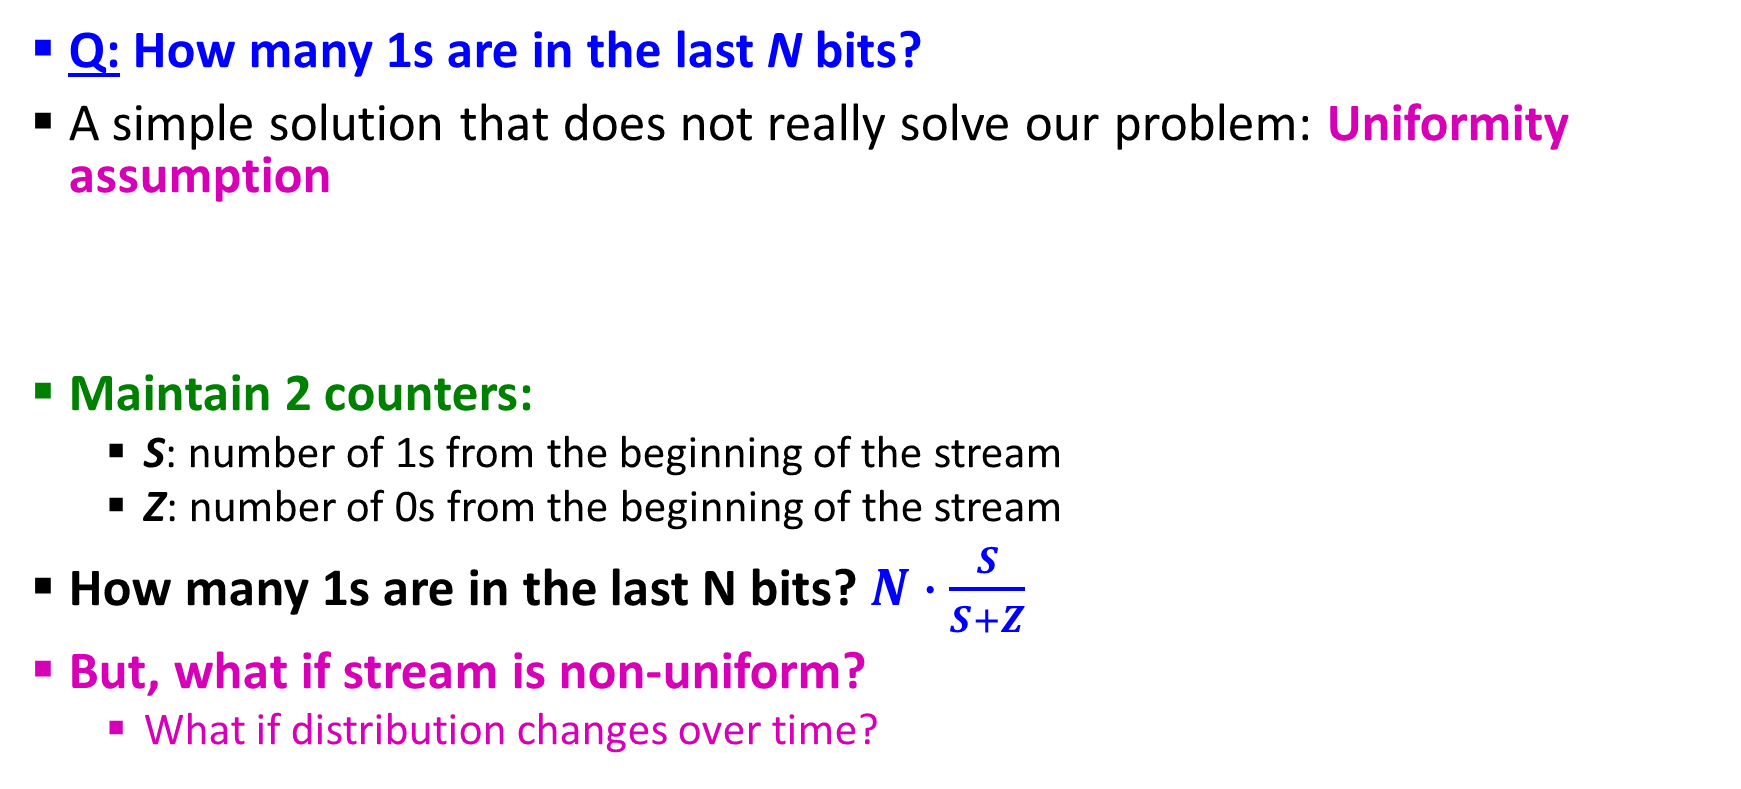 ▪ Q: How many 1s are in the last N bits?
▪ A simple solution that does not really solve our problem: Uniformity
assumption
▪ Maintain 2 counters:
▪ S: number of 1s from the beginning of the stream
▪ Z: number of 0s from the beginning of the stream
▪ How many 1s are in the last N bits? N · S/(S+Z)
▪ But, what if stream is non-uniform?
▪ What if distribution changes over time?